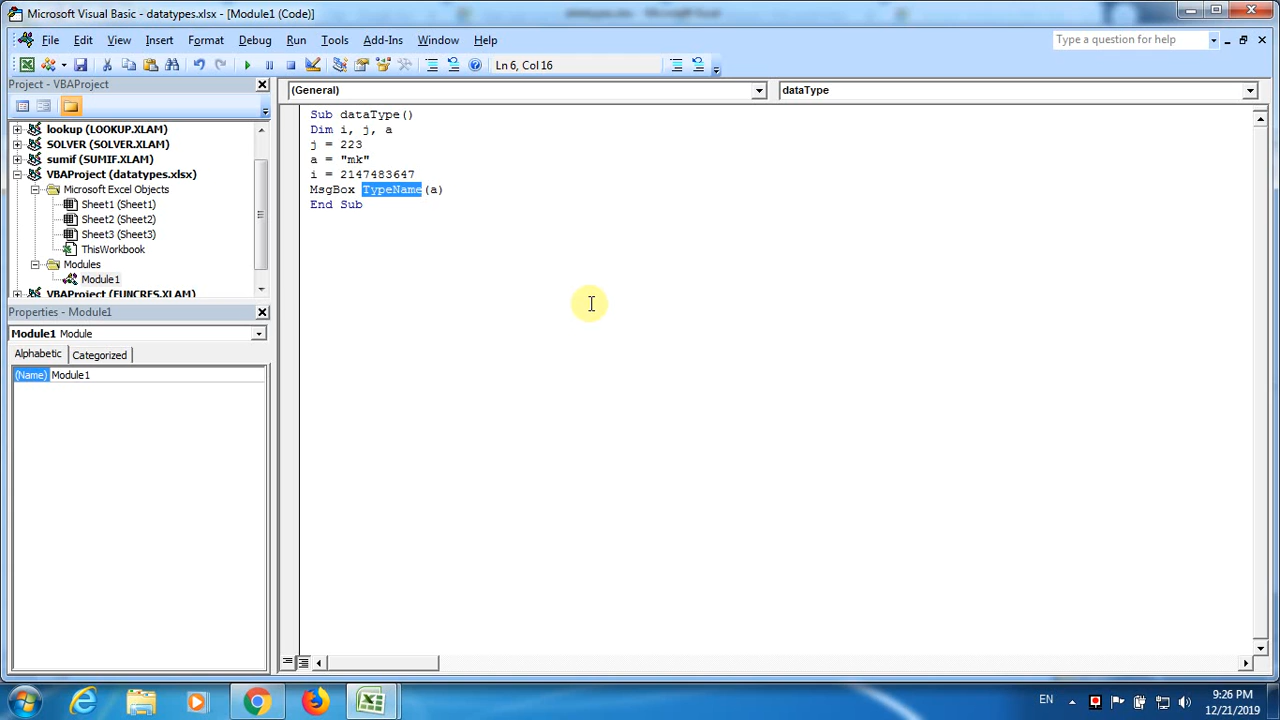 Microsoft Visual Basic - datatypes.xlsx - [Module1 (Code)]
File Edit View Insert Format Debug Run Tools Add-Ins Window Help
Type a question for help
Ln 6, Col 16
Project - VBAProject
(General)
dataType
lookup (LOOKUP.XLAM)
SOLVER (SOLVER.XLAM)
sumif (SUMIF.XLAM)
VBAProject (datatypes.xlsx)
Microsoft Excel Objects
Sheet1 (Sheet1)
Sheet2 (Sheet2)
Sheet3 (Sheet3)
ThisWorkbook
Modules
Module1
VBAProject (FUNCRES.XLAM)
Sub dataType()
Dim i, j, a
j = 223
a = "mk"
i = 2147483647
MsgBox TypeName(a)
End Sub
Properties - Module1
Module1 Module
Alphabetic Categorized
(Name) Module1
EN
9:26 PM
12/21/2019